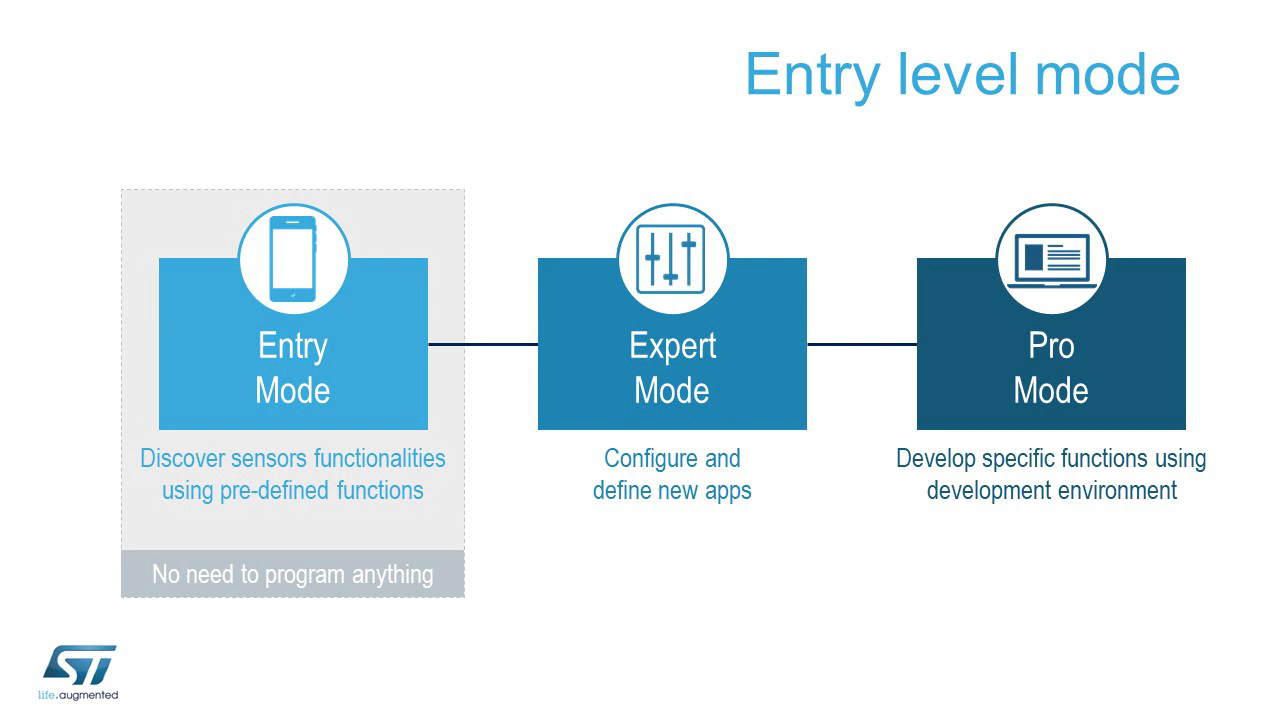 Entry level mode
Entry
Mode
Discover sensors functionalities
using pre-defined functions
No need to program anything
Expert
Mode
Configure and
define new apps
Pro
Mode
Develop specific functions using
development environment
ST
life.augmented